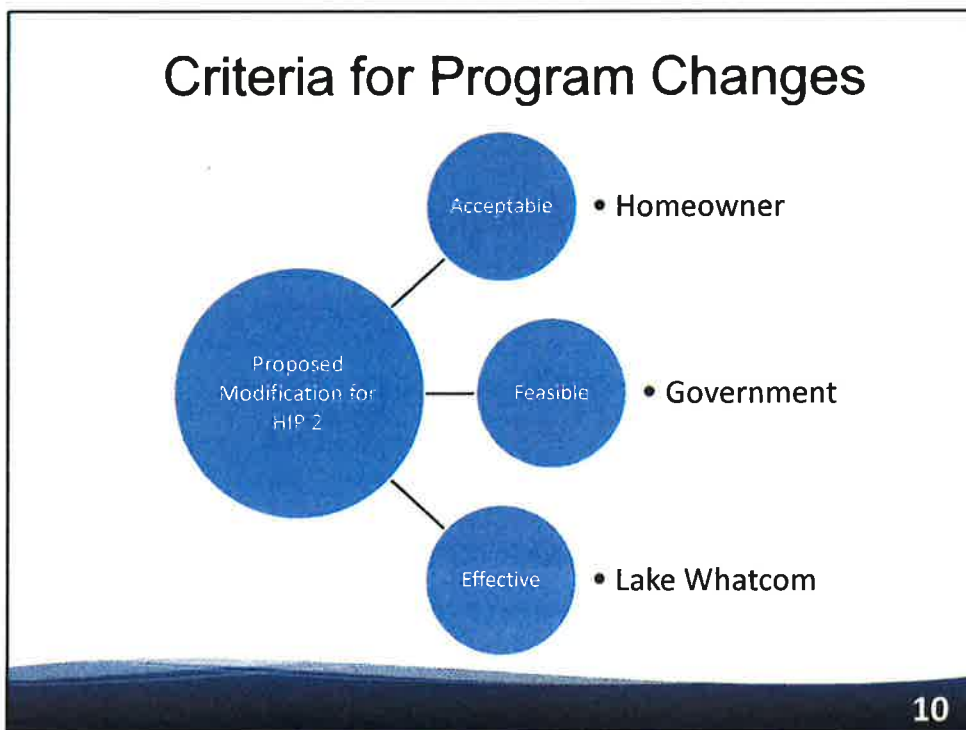 Criteria for Program Changes
Acceptable
• Homeowner
Proposed
Modification for
HIP 2
Feasible
• Government
Effective
• Lake Whatcom
10